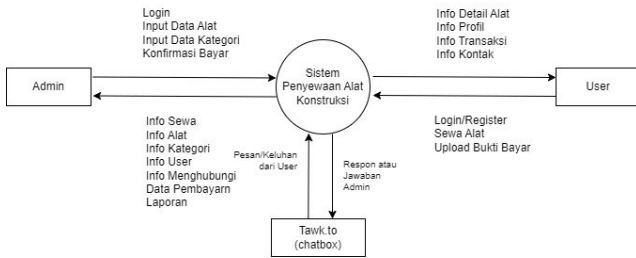 Login
Input Data Alat
Input Data Kategori
Konfirmasi Bayar
Info Detail Alat
Info Profil
Info Transaksi
Info Kontak
Admin
Sistem
Penyewaan Alat
Konstruksi
User
Info Sewa
Info Alat
Info Kategori
Info User
Info Menghubungi
Data Pembayarn
Laporan
Pesan/Keluhan
dari User
Respon atau
Jawaban
Admin
Login/Register
Sewa Alat
Upload Bukti Bayar
Tawk.to
(chatbox)